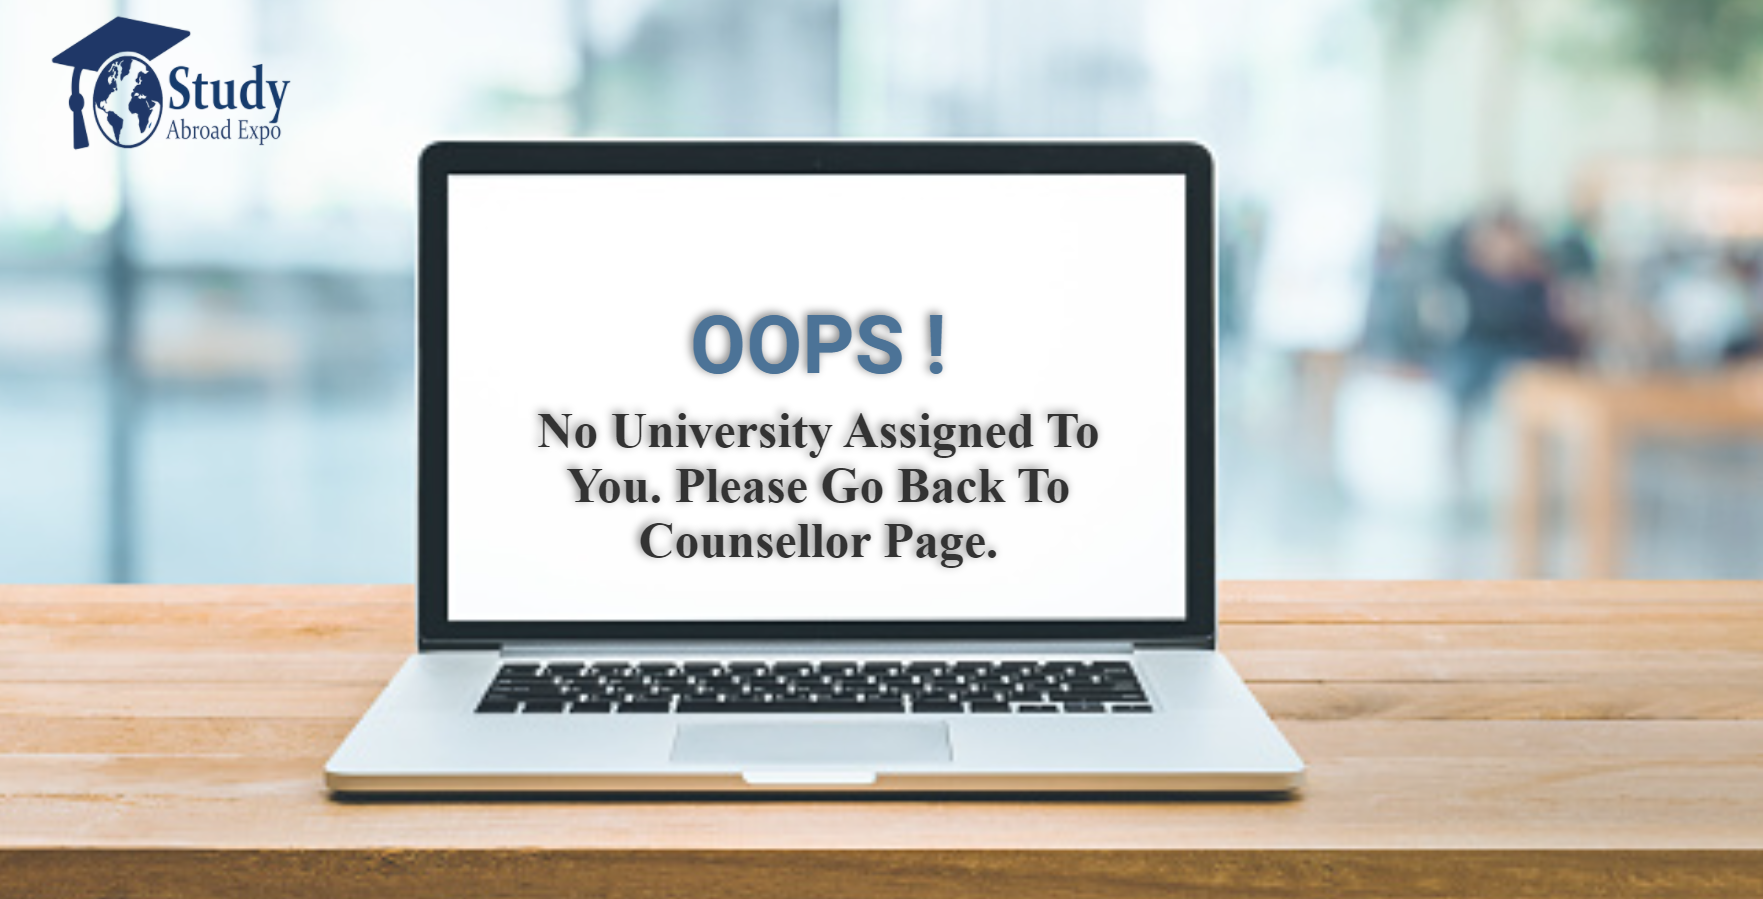 Study
Abroad Expo
OOPS !
No University Assigned To
You. Please Go Back To
Counsellor Page.